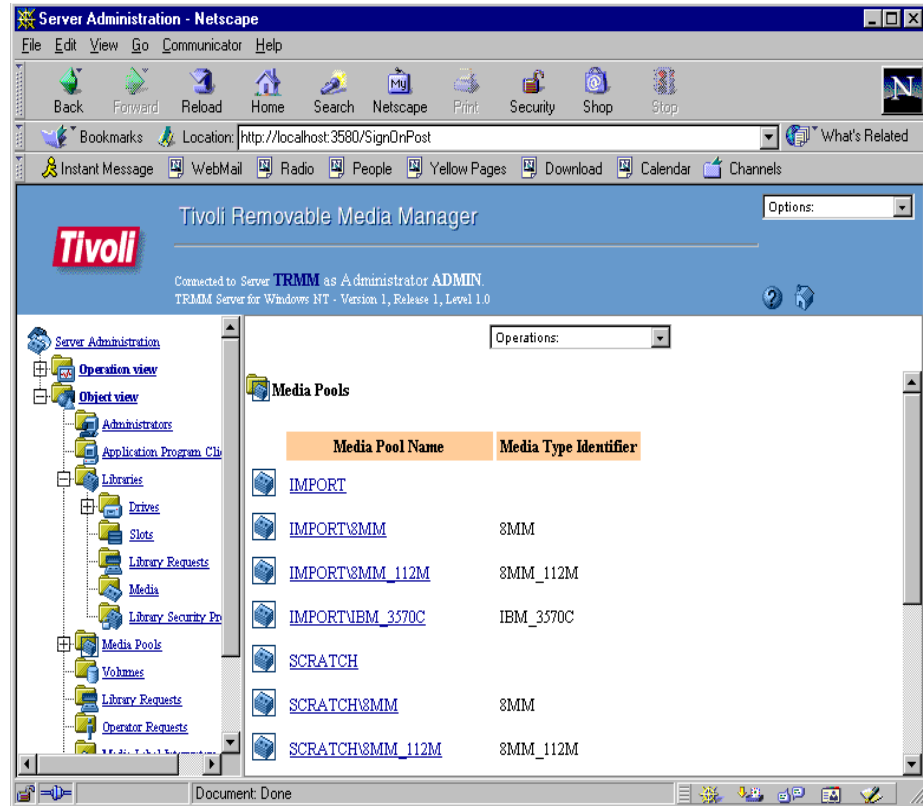 Server Administration - Netscape
File Edit View Go Communicator Help
Back Forward Reload Home Search Netscape Print Security Shop Stop
My
N
Bookmarks Location: http://localhost:3580/SignOnPost What's Related
Instant Message WebMail Radio People Yellow Pages Download Calendar Channels
Tivoli
Tivoli Removable Media Manager
Options:
Connected to Server TRMM as Administrator ADMIN.
TRMM Server for Windows NT - Version 1, Release 1, Level 1.0
Server Administration
Operation view
Object view
Administrators
Application Program Clie
Libraries
Drives
Slots
Library Requests
Media
Library Security Pro
Media Pools
Volumes
Library Requests
Operator Requests
Operations:
Media Pools
Media Pool Name Media Type Identifier
IMPORT
IMPORT\8MM 8MM
IMPORT\8MM_112M 8MM_112M
IMPORT\IBM_3570C IBM_3570C
SCRATCH
SCRATCH\8MM 8MM
SCRATCH\8MM_112M 8MM_112M
Document: Done